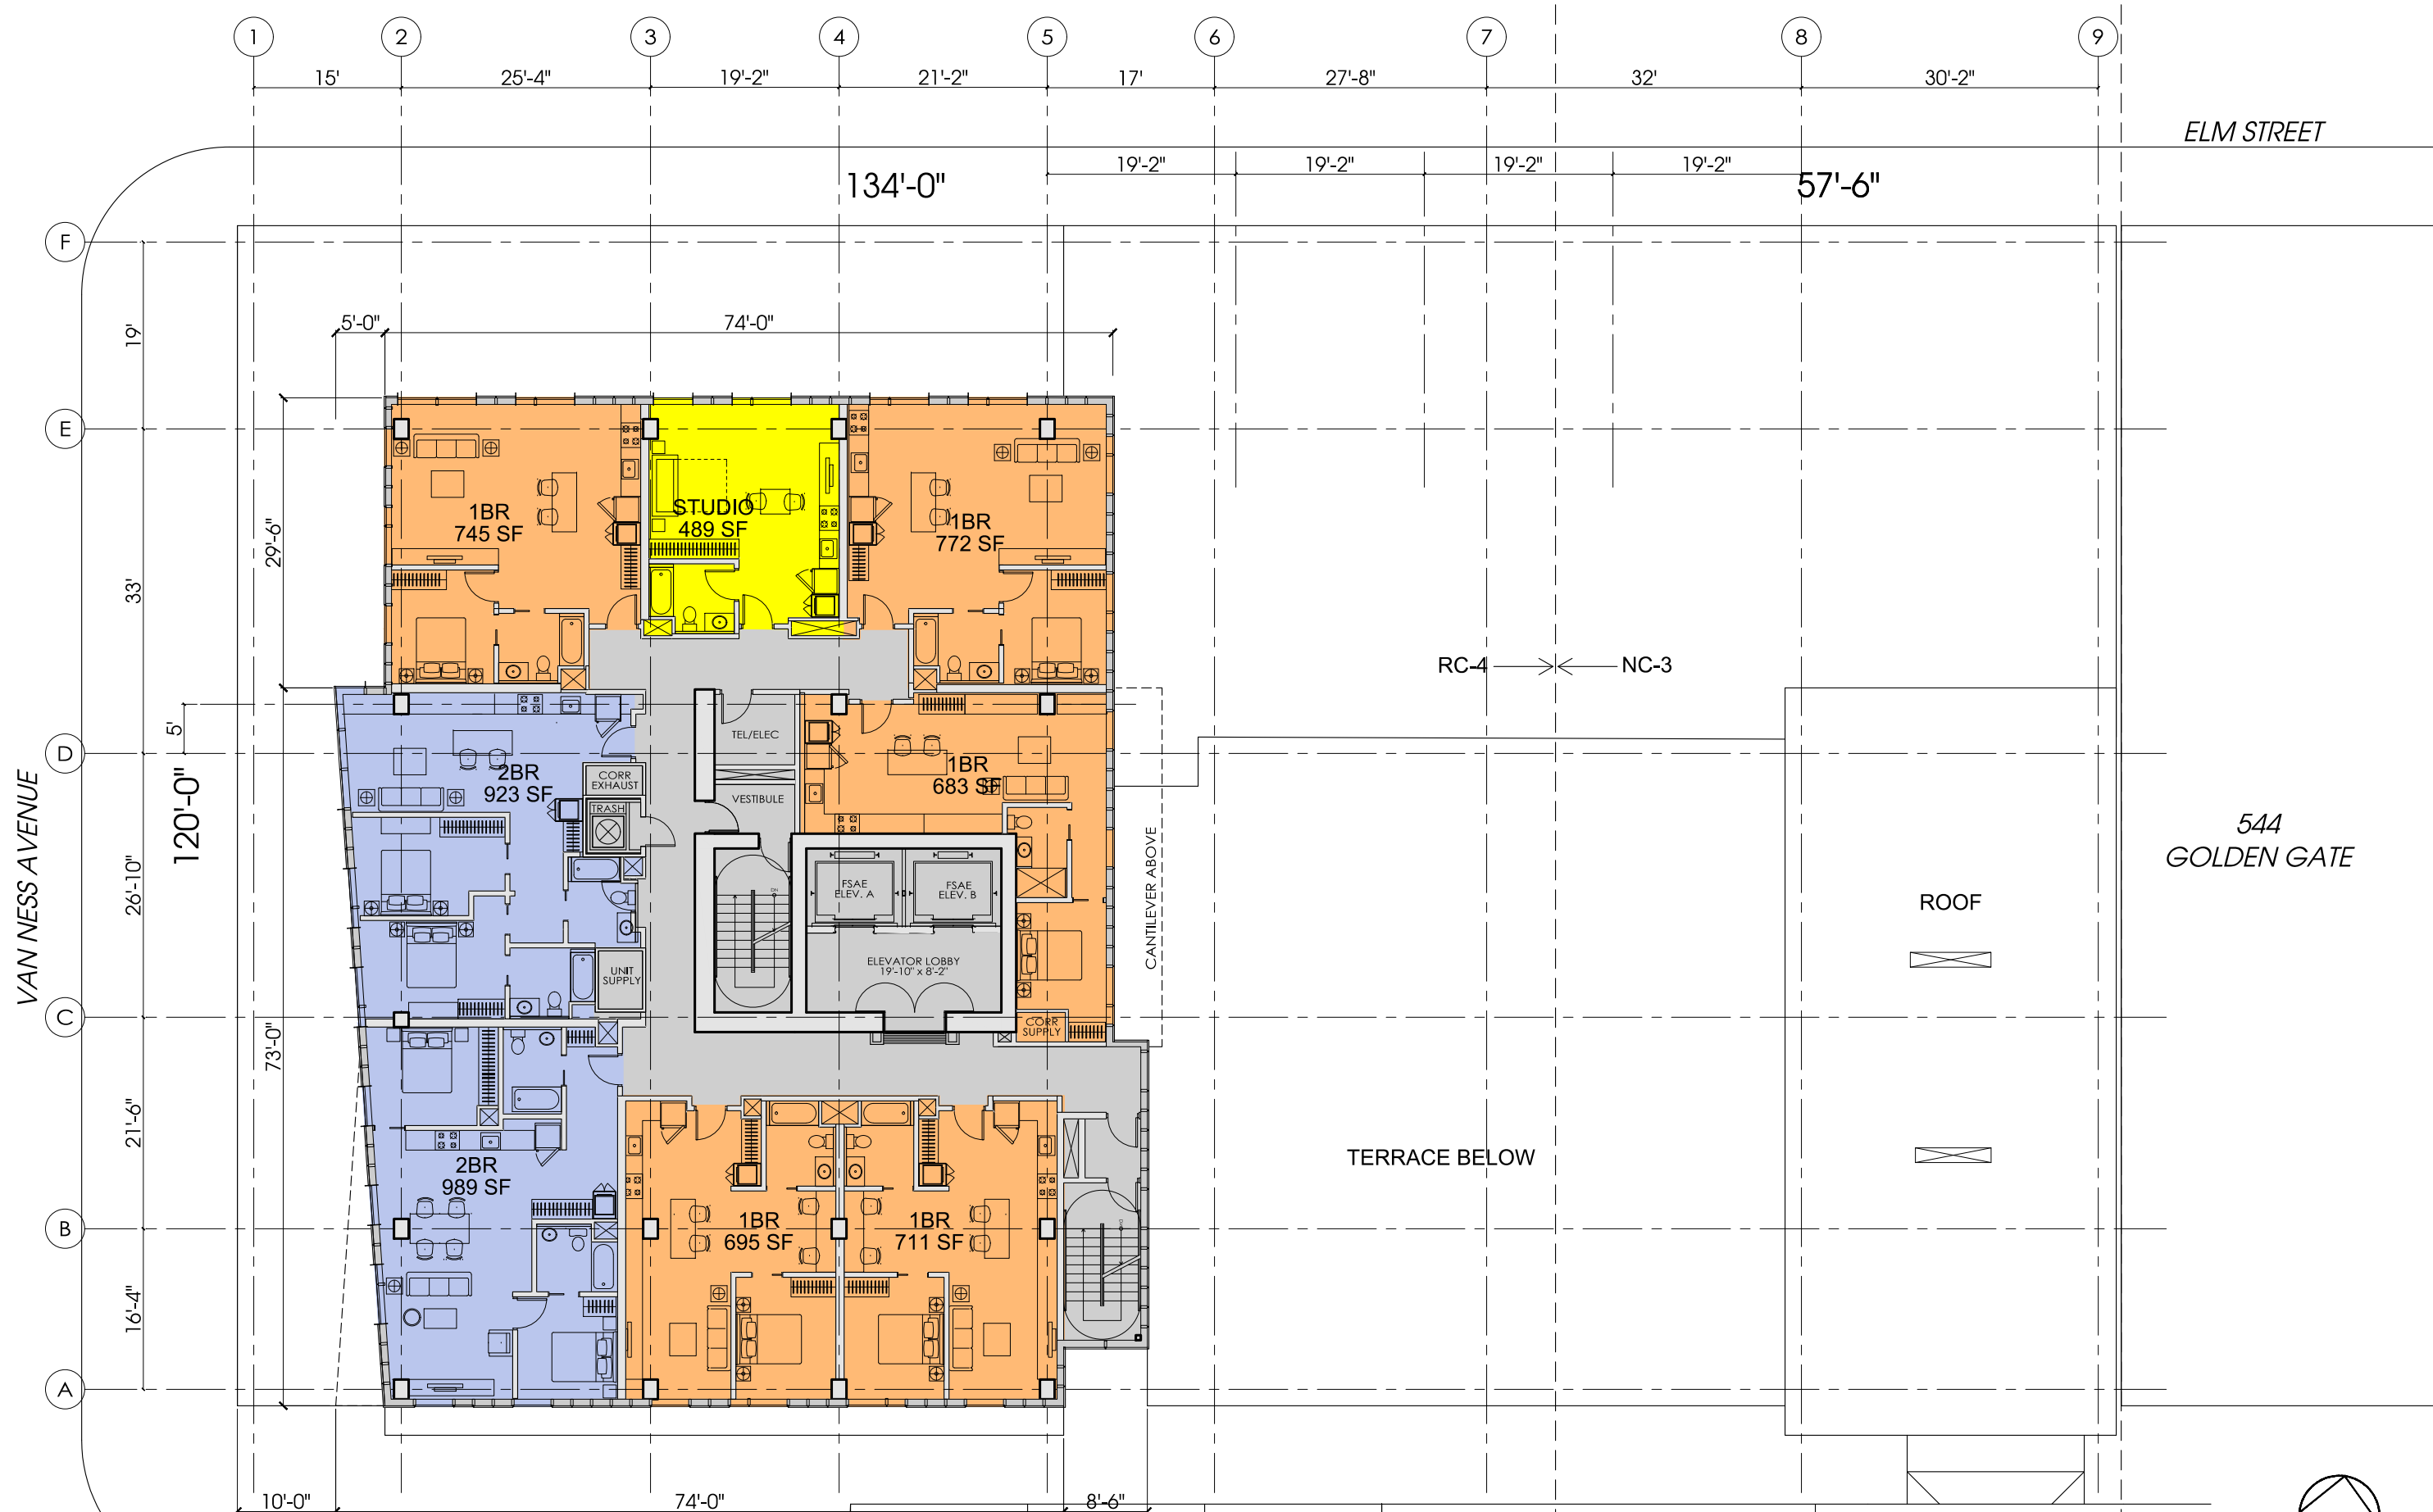 1
2
3
4
5
6
7
8
9
15'
25'-4"
19'-2"
21'-2"
17'
27'-8"
32'
30'-2"
ELM STREET
19'-2"
19'-2"
19'-2"
19'-2"
134'-0"
57'-6"
F
19'
5'-0"
74'-0"
E
1BR
745 SF
STUDIO
489 SF
1BR
772 SF
29'-6"
33'
RC-4
NC-3
5'
D
TEL/ELEC
2BR
923 SF
CORR
EXHAUST
TRASH
VESTIBULE
1BR
683 SF
VAN NESS AVENUE
120'-0"
26'-10"
CANTILEVER ABOVE
544
GOLDEN GATE
FSAE
ELEV. A
FSAE
ELEV. B
DN
ROOF
ELEVATOR LOBBY
19'-10" x 8'-2"
UNIT
SUPPLY
C
CORR
SUPPLY
73'-0"
21'-6"
2BR
989 SF
TERRACE BELOW
B
1BR
695 SF
1BR
711 SF
16'-4"
A
10'-0"
74'-0"
8'-6"